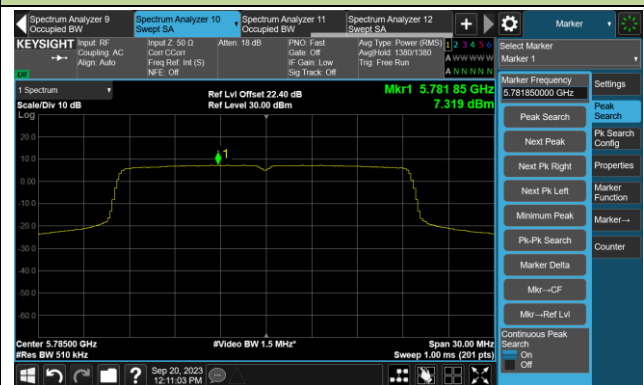 Spectrum Analyzer 9
Occupied BW
Spectrum Analyzer 10
Swept SA
Spectrum Analyzer 11
Occupied BW
Spectrum Analyzer 12
Swept SA
Marker
KEYSIGHT
Input: RF
Coupling: AC
Align: Auto
Input Z: 50 Ω
Corr CCorr
Freq Ref: Int (S)
NFE: Off
Atten: 18 dB
PNO: Fast
Gate: Off
IF Gain: Low
Sig Track: Off
Avg Type: Power (RMS)
Avg|Hold: 1380/1380
Trig: Free Run
1 2 3 4 5 6
A W W W W W
A N N N N N
LXI
Select Marker
Marker 1
1 Spectrum
Scale/Div 10 dB
Log
Ref Lvl Offset 22.40 dB
Ref Level 30.00 dBm
Mkr1 5.781 85 GHz
7.319 dBm
20.0
10.0
0.00
-10.0
-20.0
-30.0
-40.0
-50.0
-60.0
1
Center 5.78500 GHz
#Res BW 510 kHz
#Video BW 1.5 MHz*
Span 30.00 MHz
Sweep 1.00 ms (201 pts)
Marker Frequency
5.781850000 GHz
Peak Search
Next Peak
Next Pk Right
Next Pk Left
Minimum Peak
Pk-Pk Search
Marker Delta
Mkr→CF
Mkr→Ref Lvl
Continuous Peak
Search
On
Off
Settings
Peak
Search
Pk Search
Config
Properties
Marker
Function
Marker→
Counter
Sep 20, 2023
12:11:03 PM